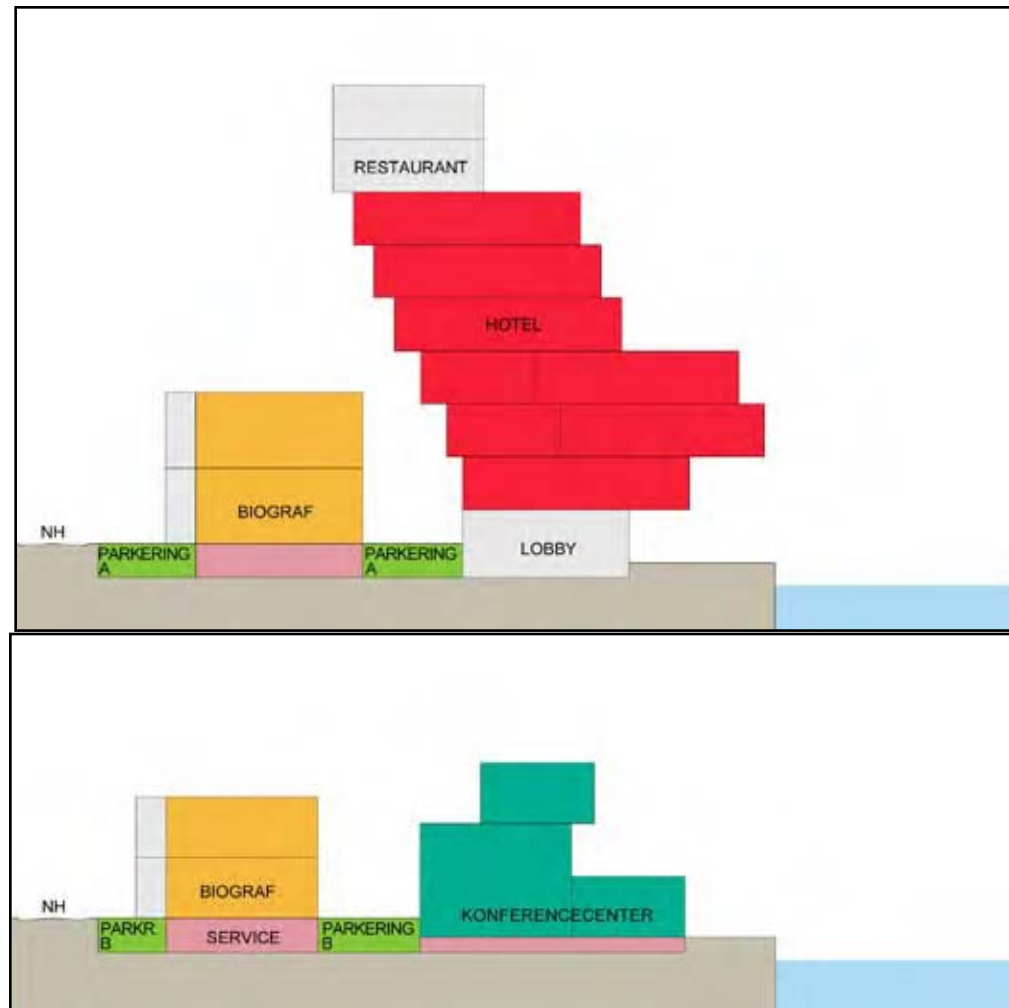 RESTAURANT
HOTEL
BIOGRAF
NH
PARKERING
A
PARKERING
A
LOBBY
BIOGRAF
KONFERENCECENTER
NH
PARKR.
B
SERVICE
PARKERING
B